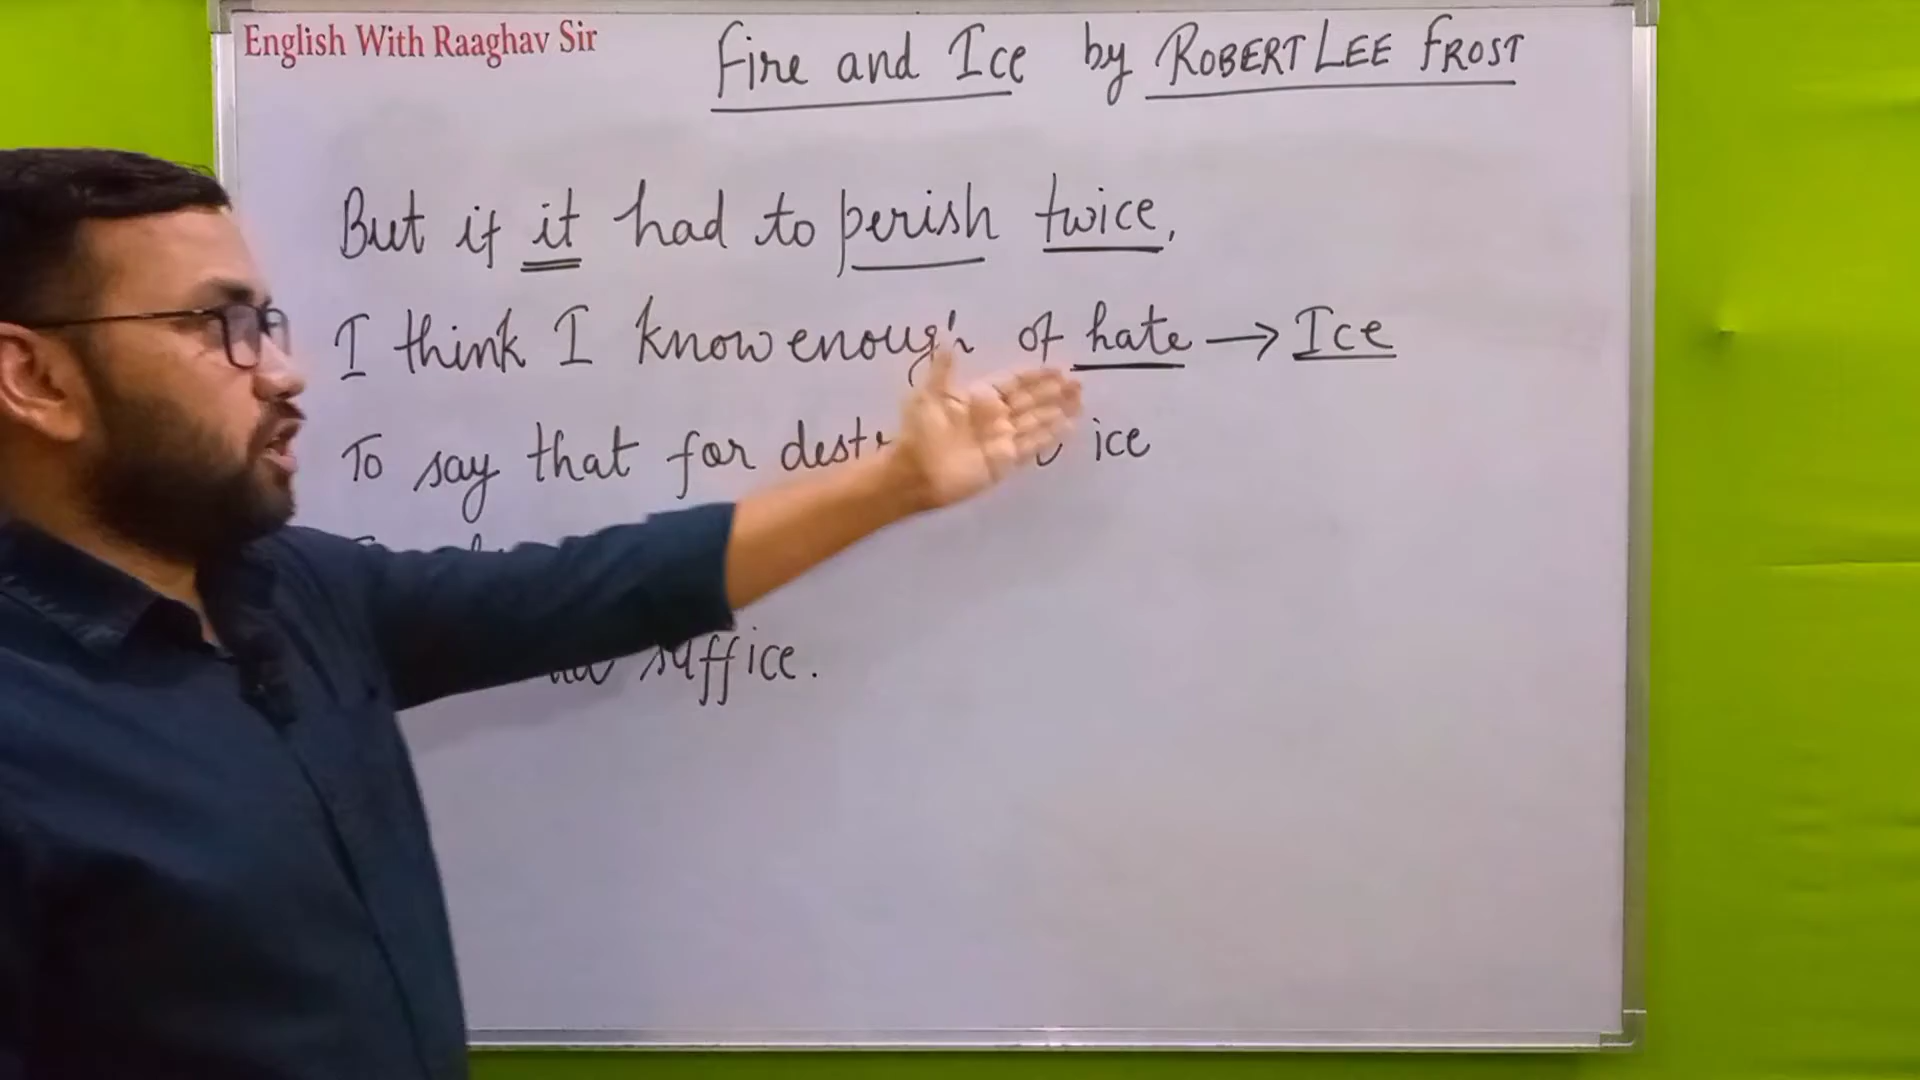 English With Raaghav Sir
Fire and Ice by ROBERT LEE FROST
But if it had to perish twice,
I think I know enough of hate → Ice
To say that for ice
suffice.